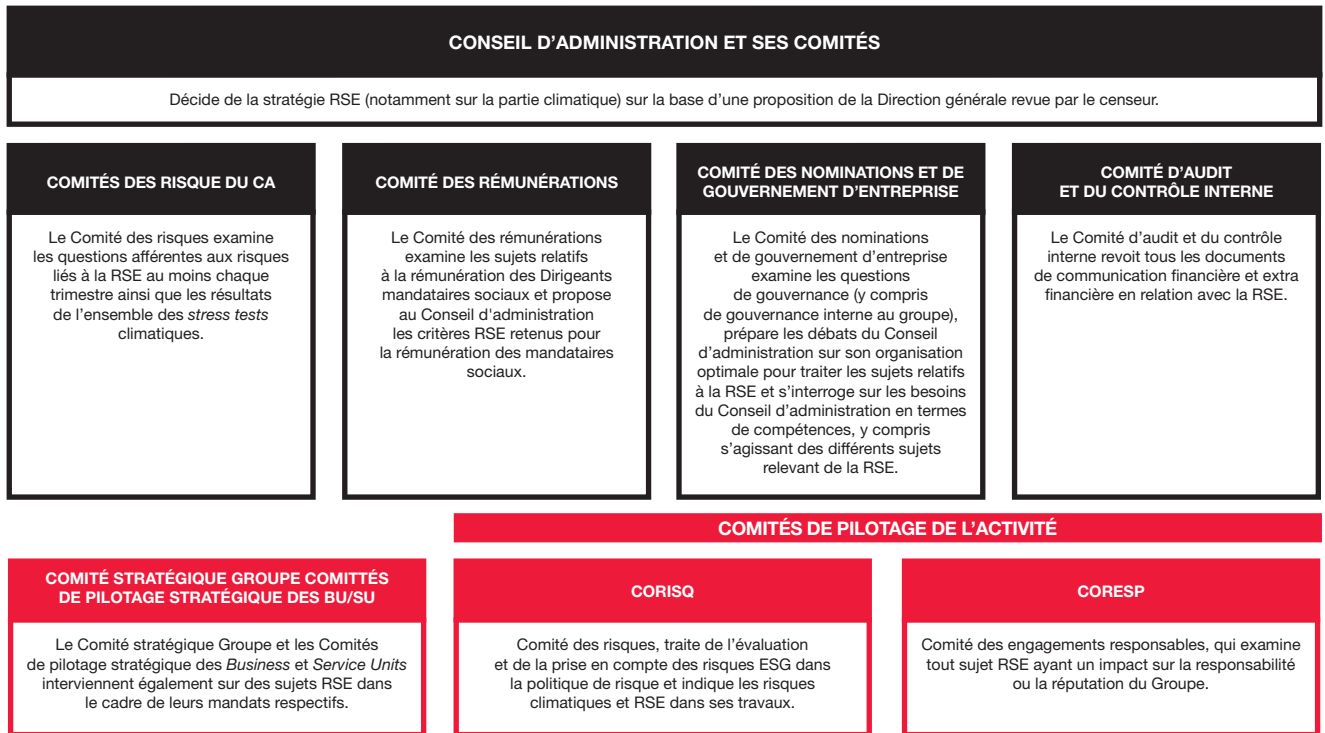 CONSEIL D'ADMINISTRATION ET SES COMITÉS
Décide de la stratégie RSE (notamment sur la partie climatique) sur la base d'une proposition de la Direction générale revue par le censeur.
COMITÉS DES RISQUE DU CA
Le Comité des risques examine
les questions afférentes aux risques
liés à la RSE au moins chaque
trimestre ainsi que les résultats
de l'ensemble des stress tests
climatiques.
COMITÉ DES RÉMUNÉRATIONS
Le Comité des rémunérations
examine les sujets relatifs
à la rémunération des Dirigeants
mandataires sociaux et propose
au Conseil d'administration
les critères RSE retenus pour
la rémunération des mandataires
sociaux.
COMITÉ DES NOMINATIONS ET DE
GOUVERNEMENT D'ENTREPRISE
Le Comité des nominations
et de gouvernement d'entreprise
examine les questions
de gouvernance (y compris
de gouvernance interne au groupe),
prépare les débats du Conseil
d'administration sur son organisation
optimale pour traiter les sujets relatifs
à la RSE et s'interroge sur les besoins
du Conseil d'administration en termes
de compétences, y compris
s'agissant des différents sujets
relevant de la RSE.
COMITÉ D'AUDIT
ET DU CONTRÔLE INTERNE
Le Comité d'audit et du contrôle
interne revoit tous les documents
de communication financière et extra
financière en relation avec la RSE.
COMITÉS DE PILOTAGE DE L'ACTIVITÉ
COMITÉ STRATÉGIQUE GROUPE COMITTÉS
DE PILOTAGE STRATÉGIQUE DES BU/SU
Le Comité stratégique Groupe et les Comités
de pilotage stratégique des Business et Service Units
interviennent également sur des sujets RSE dans
le cadre de leurs mandats respectifs.
CORISQ
Comité des risques, traite de l'évaluation
et de la prise en compte des risques ESG dans
la politique de risque et indique les risques
climatiques et RSE dans ses travaux.
CORESP
Comité des engagements responsables, qui examine
tout sujet RSE ayant un impact sur la responsabilité
ou la réputation du Groupe.